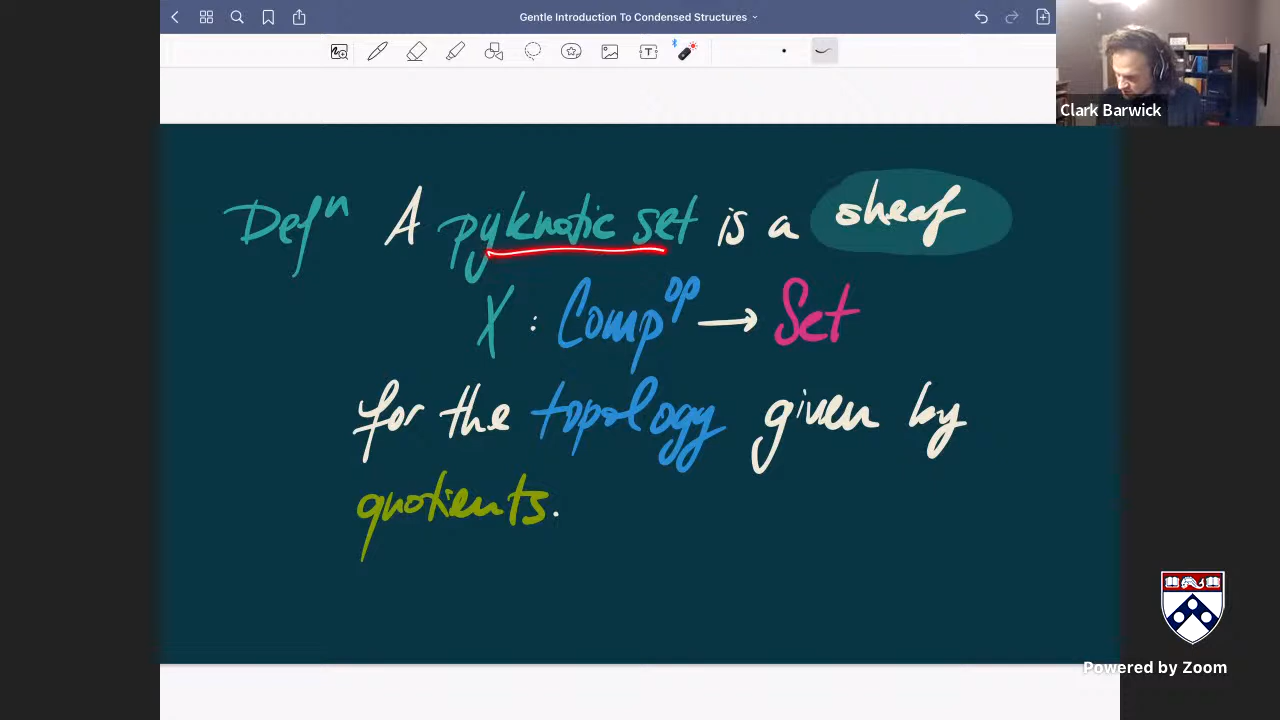 Gentle Introduction To Condensed Structures
Clark Barwick
Defⁿ A pyknotic set is a sheaf
X : Comp^op → Set
for the topology given by
quotients.
Powered by Zoom